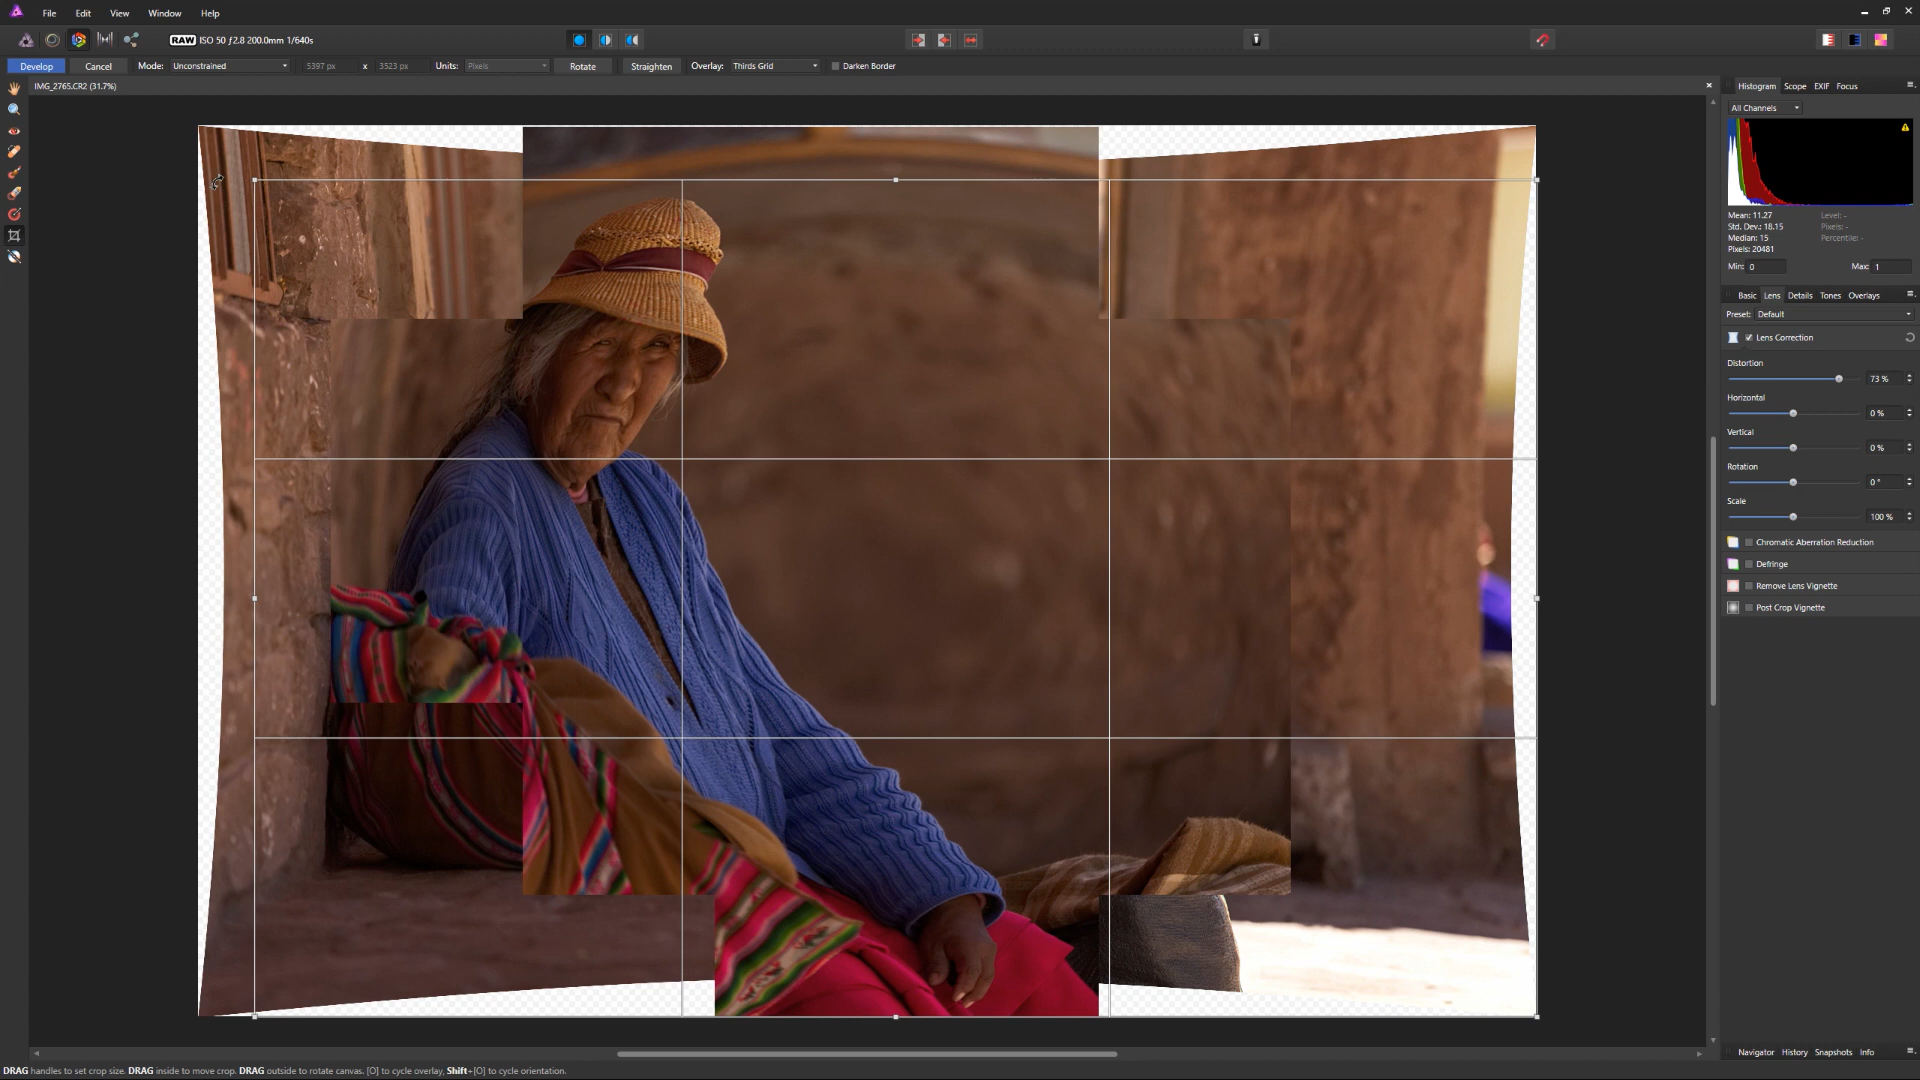 File Edit View Window Help
RAW ISO 50 ƒ2.8 200.0mm 1/640s
Develop Cancel Mode: Unconstrained 5397 px x 3523 px Units: Pixels Rotate Straighten Overlay: Thirds Grid Darken Border
IMG_2765.CR2 (31.7%)
Histogram Scope EXIF Focus
All Channels
Mean: 11.27 Level: -
Std. Dev.: 18.15 Pixels: -
Median: 15 Percentile: -
Pixels: 20481
Min: 0 Max: 1
Basic Lens Details Tones Overlays
Preset: Default
Lens Correction
Distortion
73 %
Horizontal
0 %
Vertical
0 %
Rotation
0 °
Scale
100 %
Chromatic Aberration Reduction
Defringe
Remove Lens Vignette
Post Crop Vignette
Navigator History Snapshots Info
DRAG handles to set crop size. DRAG inside to move crop. DRAG outside to rotate canvas. [O] to cycle overlay, Shift+[O] to cycle orientation.